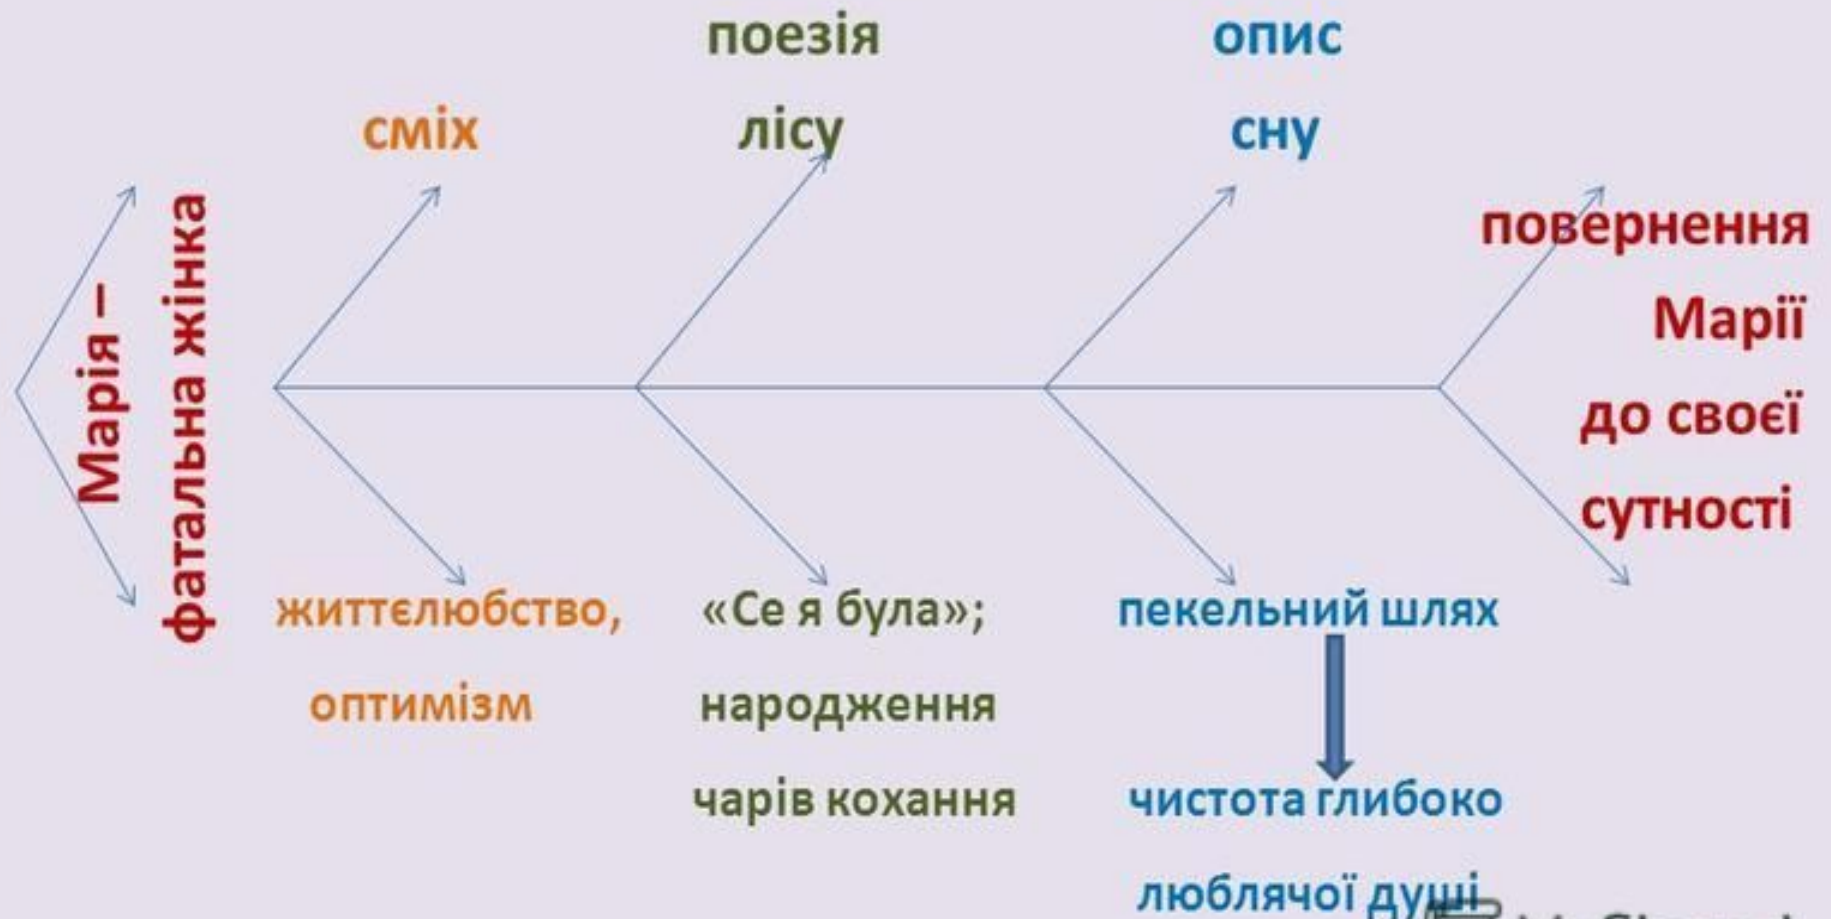 Марія –
фатальна жінка
сміх
життєлюбство,
оптимізм
поезія
лісу
«Се я була»;
народження
чарів кохання
опис
сну
пекельний шлях
чистота глибоко
люблячої душі
повернення
Марії
до своєї
сутності